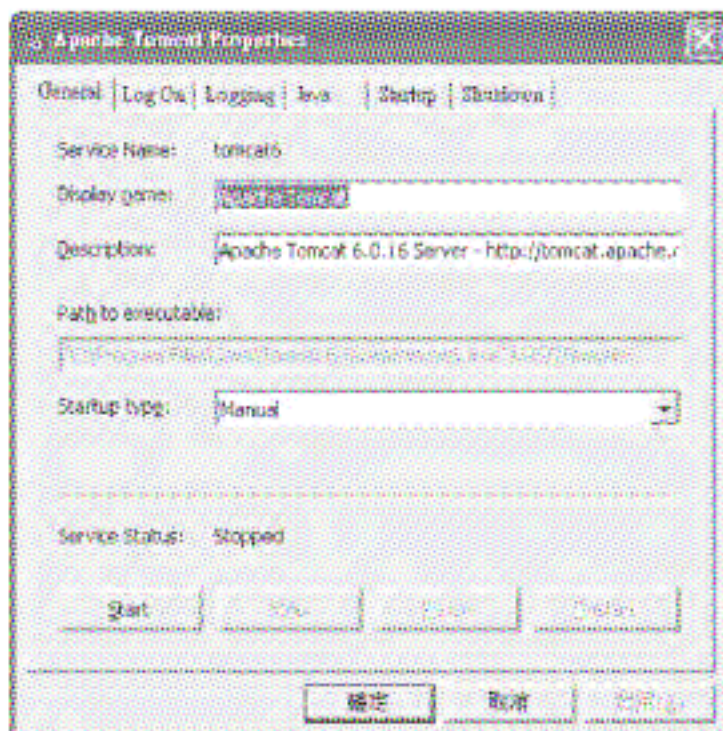 Apache Tomcat Properties
General Log On Logging Java Startup Shutdown
Service Name: tomcat6
Display name:
Description: Apache Tomcat 6.0.16 Server - http://tomcat.apache.
Path to executable:
Startup type: Manual
Service Status: Stopped
Start
確定 取消